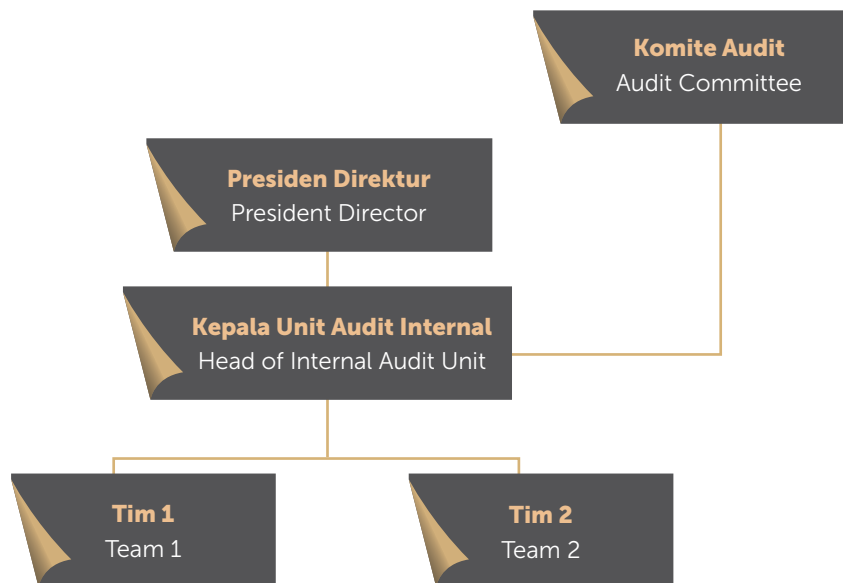 Komite Audit
Audit Committee
Presiden Direktur
President Director
Kepala Unit Audit Internal
Head of Internal Audit Unit
Tim 1
Team 1
Tim 2
Team 2